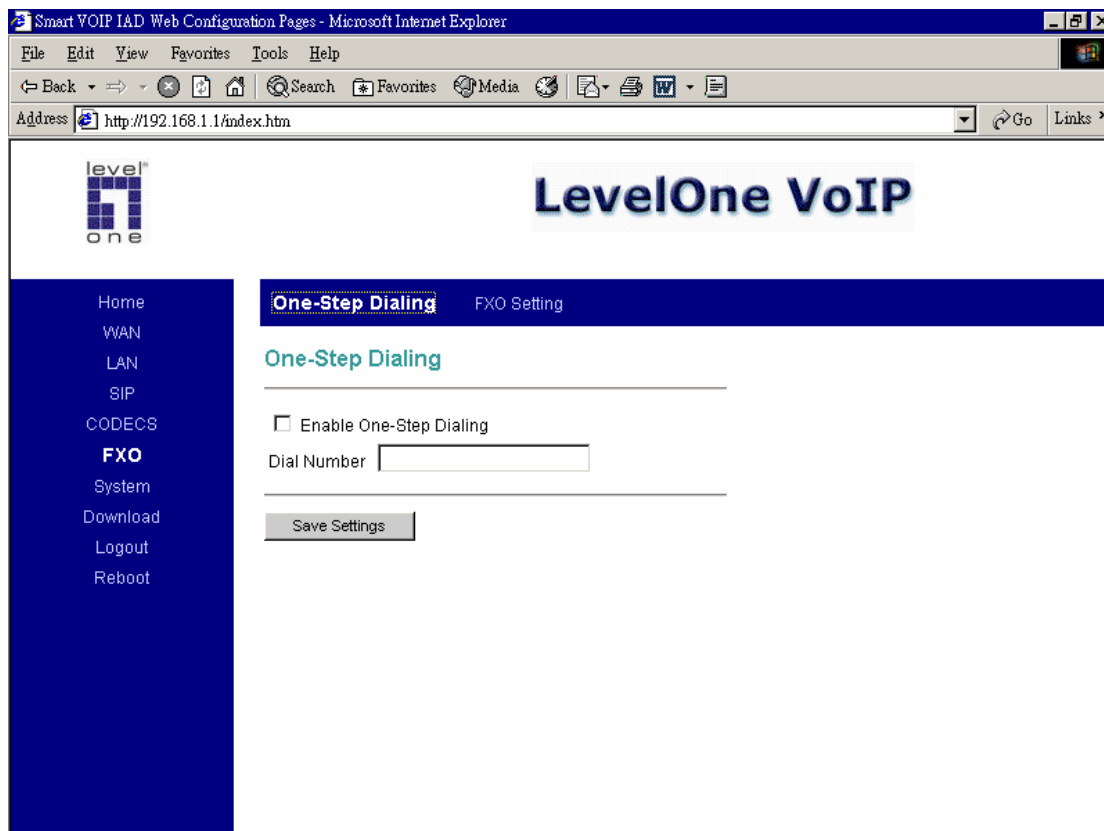 Smart VOIP IAD Web Configuration Pages - Microsoft Internet Explorer
File Edit View Favorites Tools Help
Back Search Favorites Media
Address http://192.168.1.1/index.htm Go Links
level
one
LevelOne VoIP
Home
WAN
LAN
SIP
CODECS
FXO
System
Download
Logout
Reboot
One-Step Dialing FXO Setting
One-Step Dialing
Enable One-Step Dialing
Dial Number
Save Settings